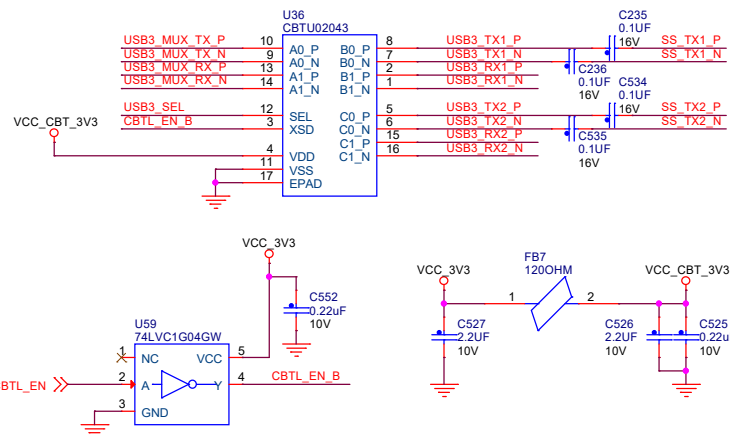 U36
CBTU02043
C235
0.1UF
16V
USB3_MUX_TX_P 10 A0_P B0_P 8 USB3_TX1_P SS_TX1_P
USB3_MUX_TX_N 9 A0_N B0_N 7 USB3_TX1_N SS_TX1_N
USB3_MUX_RX_P 13 A1_P B1_P 2 USB3_RX1_P
USB3_MUX_RX_N 14 A1_N B1_N 1 USB3_RX1_N
C236
0.1UF
16V
C534
0.1UF
16V
USB3_SEL 12 SEL C0_P 5 USB3_TX2_P SS_TX2_P
CBTL_EN_B 3 XSD C0_N 6 USB3_TX2_N SS_TX2_N
C1_P 15 USB3_RX2_P
VCC_CBT_3V3 4 VDD C1_N 16 USB3_RX2_N
11 VSS
17 EPAD
C535
0.1UF
16V
VCC_3V3
C552
0.22uF
10V
U59
74LVC1G04GW
1 NC VCC 5
BTL_EN 2 A Y 4 CBTL_EN_B
3 GND
FB7
120OHM
VCC_3V3 1 2 VCC_CBT_3V3
C527
2.2UF
10V
C526
2.2UF
10V
C525
0.22u
10V